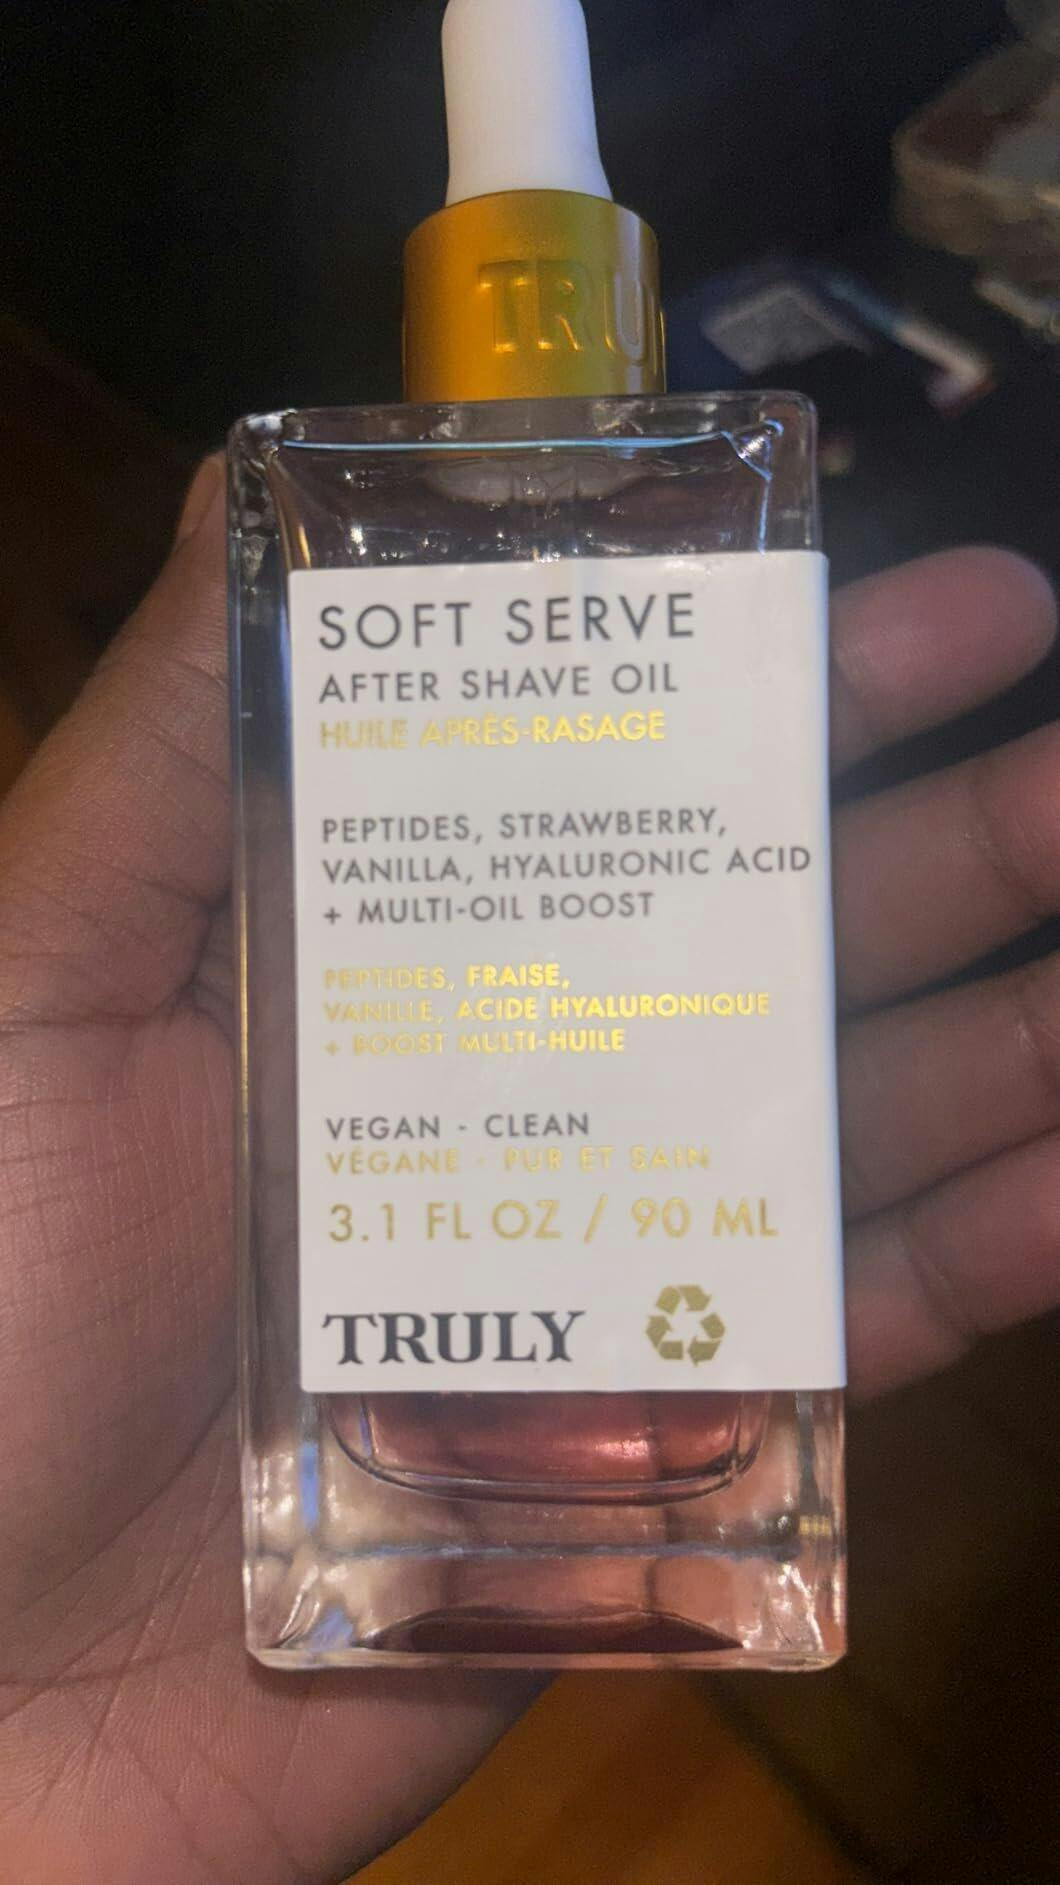 TRU
SOFT SERVE
AFTER SHAVE OIL
HUILE APRÈS-RASAGE
PEPTIDES, STRAWBERRY,
VANILLA, HYALURONIC ACID
+ MULTI-OIL BOOST
PEPTIDES, FRAISE,
VANILLE, ACIDE HYALURONIQUE
+ BOOST MULTI-HUILE
VEGAN - CLEAN
VÉGANE - PUR ET SAIN
3.1 FL OZ / 90 ML
TRULY